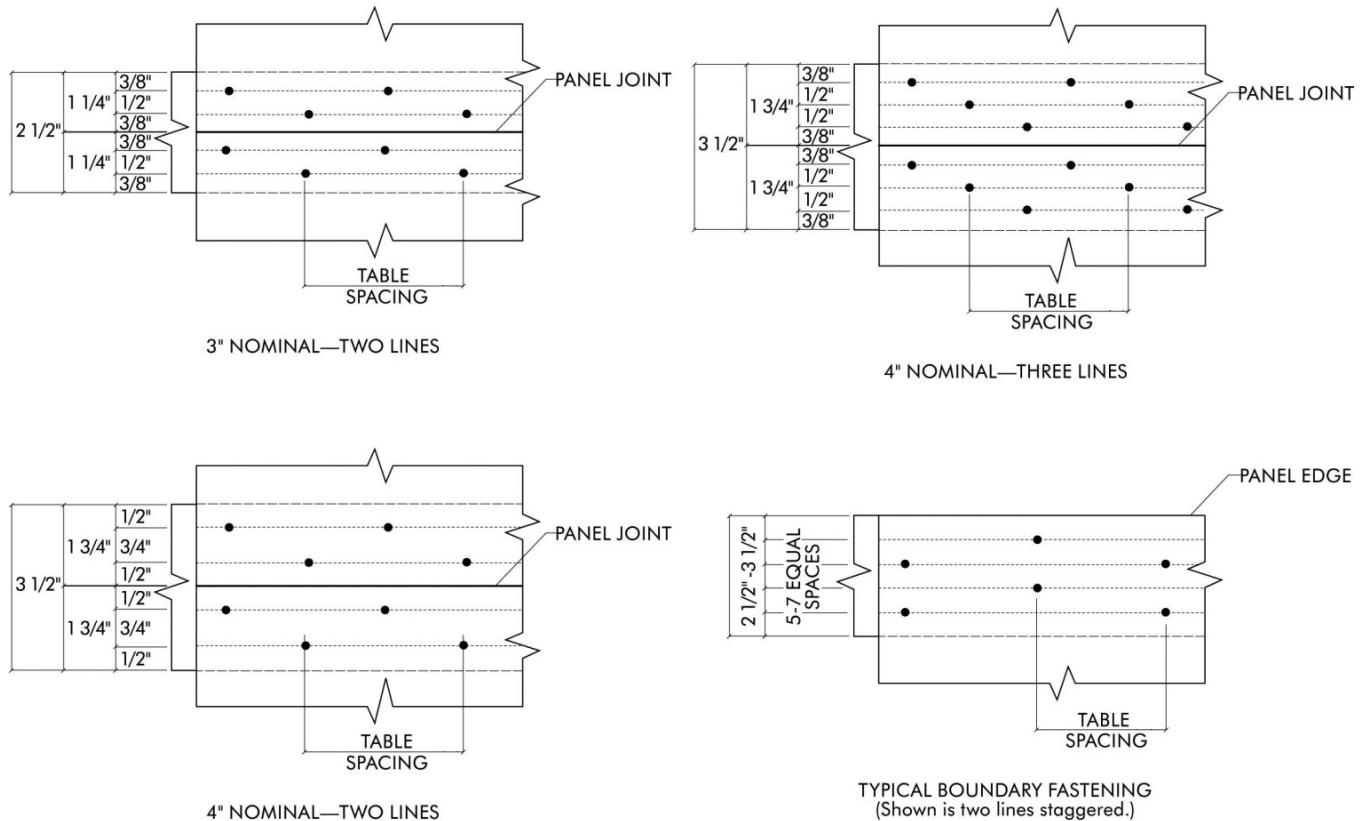 3/8"
1/2"
3/8"
1 1/4"
2 1/2"
3/8"
1/2"
3/8"
1 1/4"
PANEL JOINT
TABLE
SPACING
3" NOMINAL—TWO LINES
3/8"
1/2"
1/2"
3/8"
1 3/4"
3 1/2"
3/8"
1/2"
1/2"
3/8"
1 3/4"
PANEL JOINT
TABLE
SPACING
4" NOMINAL—THREE LINES
1/2"
3/4"
1/2"
1 3/4"
3 1/2"
1/2"
3/4"
1/2"
1 3/4"
PANEL JOINT
TABLE
SPACING
4" NOMINAL—TWO LINES
PANEL EDGE
2 1/2" -3 1/2"
5-7 EQUAL
SPACES
TABLE
SPACING
TYPICAL BOUNDARY FASTENING
(Shown is two lines staggered.)